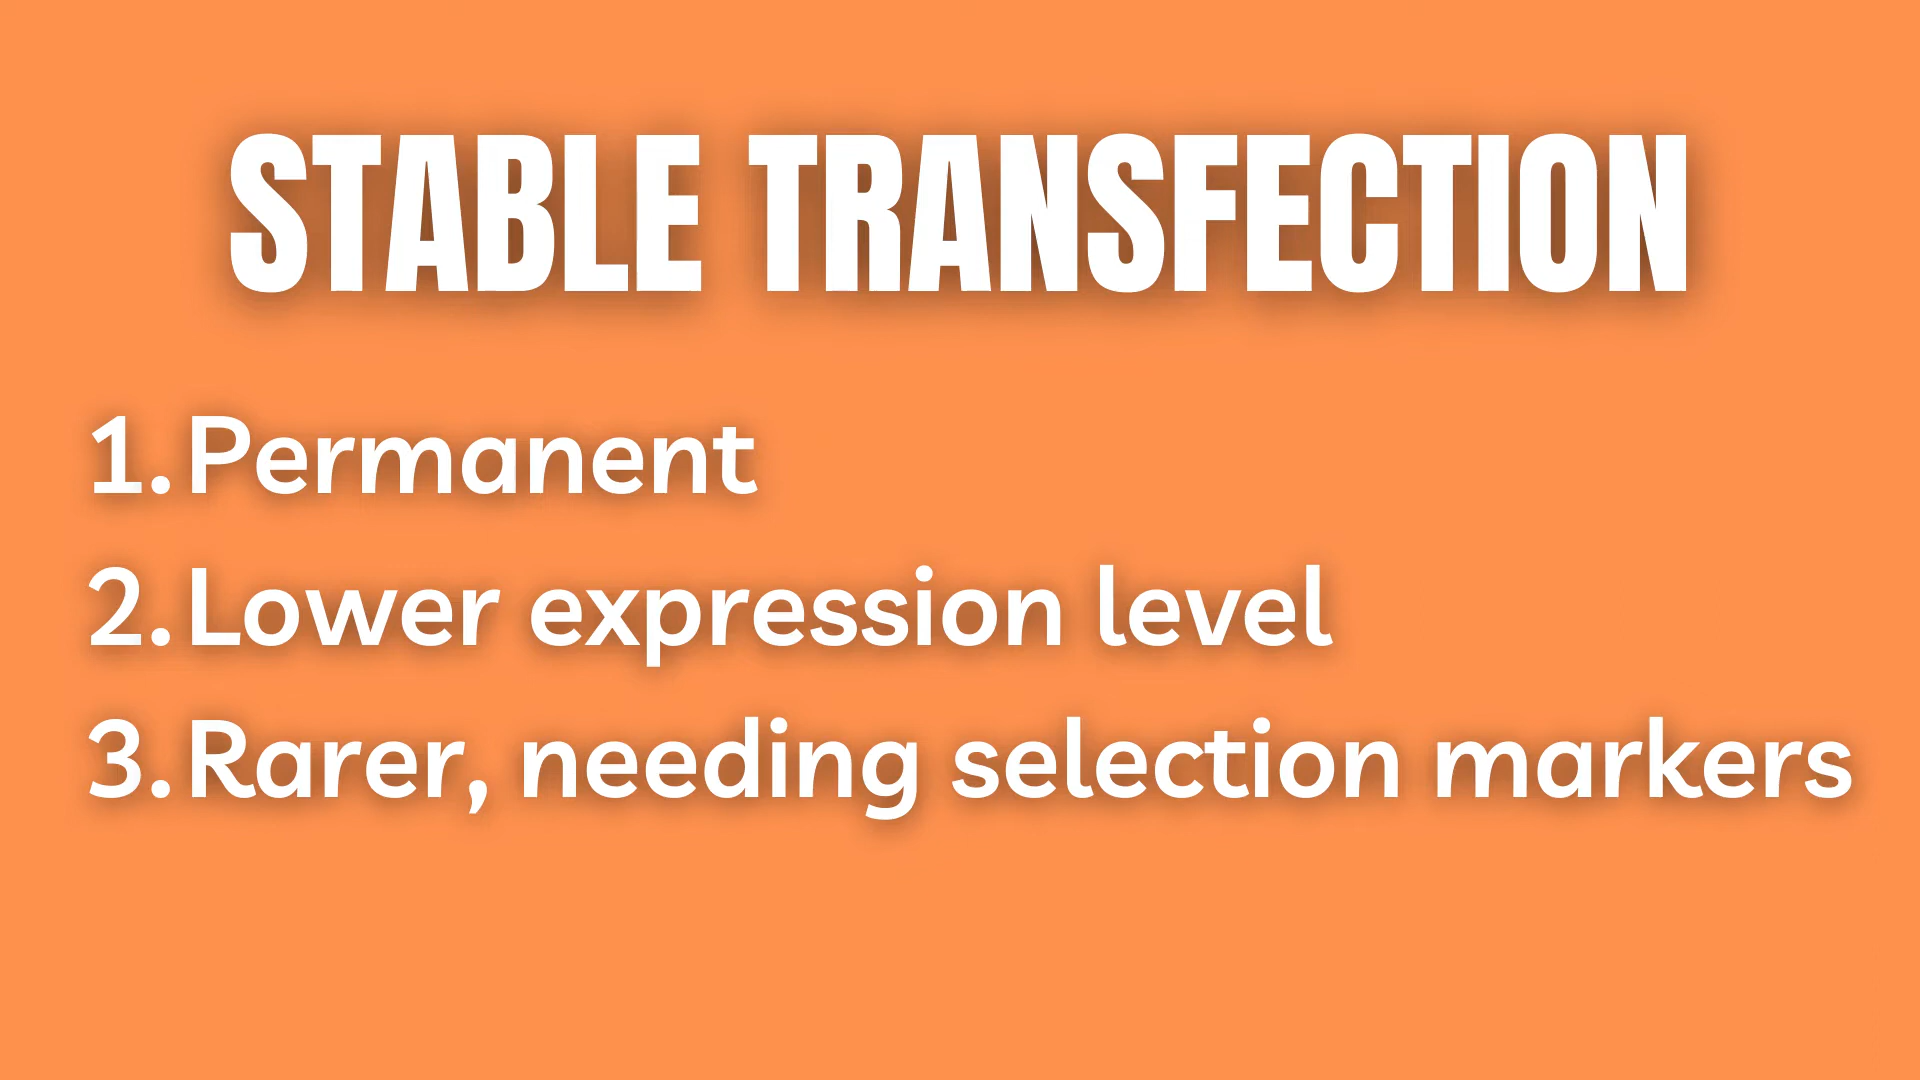 STABLE TRANSFECTION
1. Permanent
2. Lower expression level
3. Rarer, needing selection markers